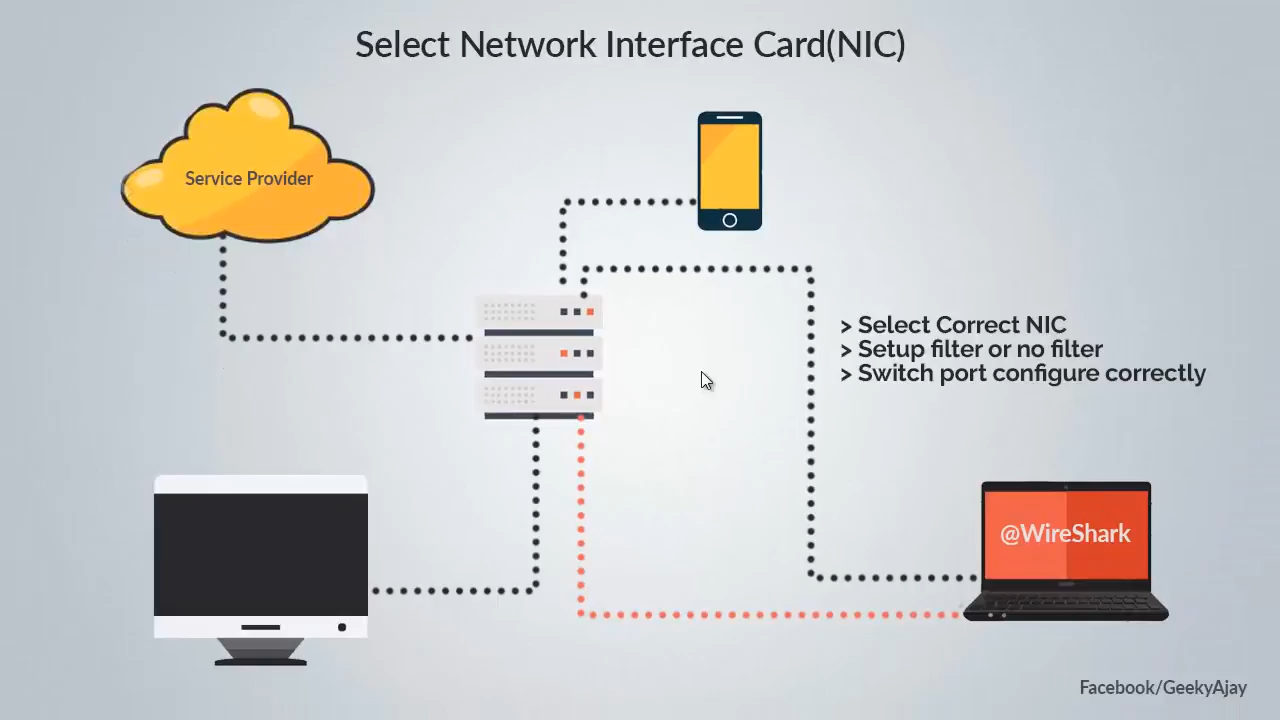 Select Network Interface Card(NIC)
Service Provider
> Select Correct NIC
> Setup filter or no filter
> Switch port configure correctly
@WireShark
Facebook/GeekyAjay